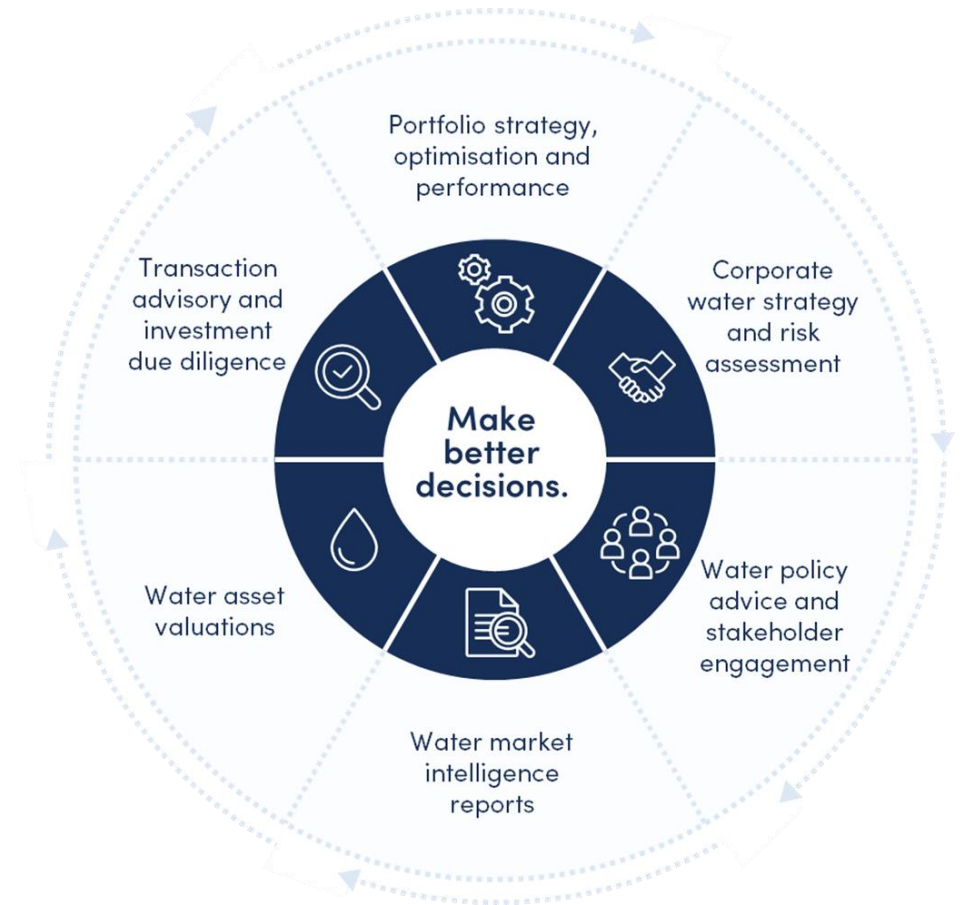 Portfolio strategy,
optimisation and
performance
Corporate
water strategy
and risk
assessment
Water policy
advice and
stakeholder
engagement
Water market
intelligence
reports
Water asset
valuations
Transaction
advisory and
investment
due diligence
Make
better
decisions.